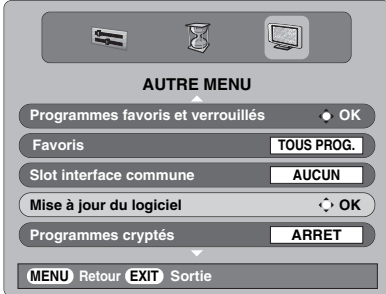 AUTRE MENU
Programmes favoris et verrouillés OK
Favoris TOUS PROG.
Slot interface commune AUCUN
Mise à jour du logiciel OK
Programmes cryptés ARRET
MENU Retour EXIT Sortie